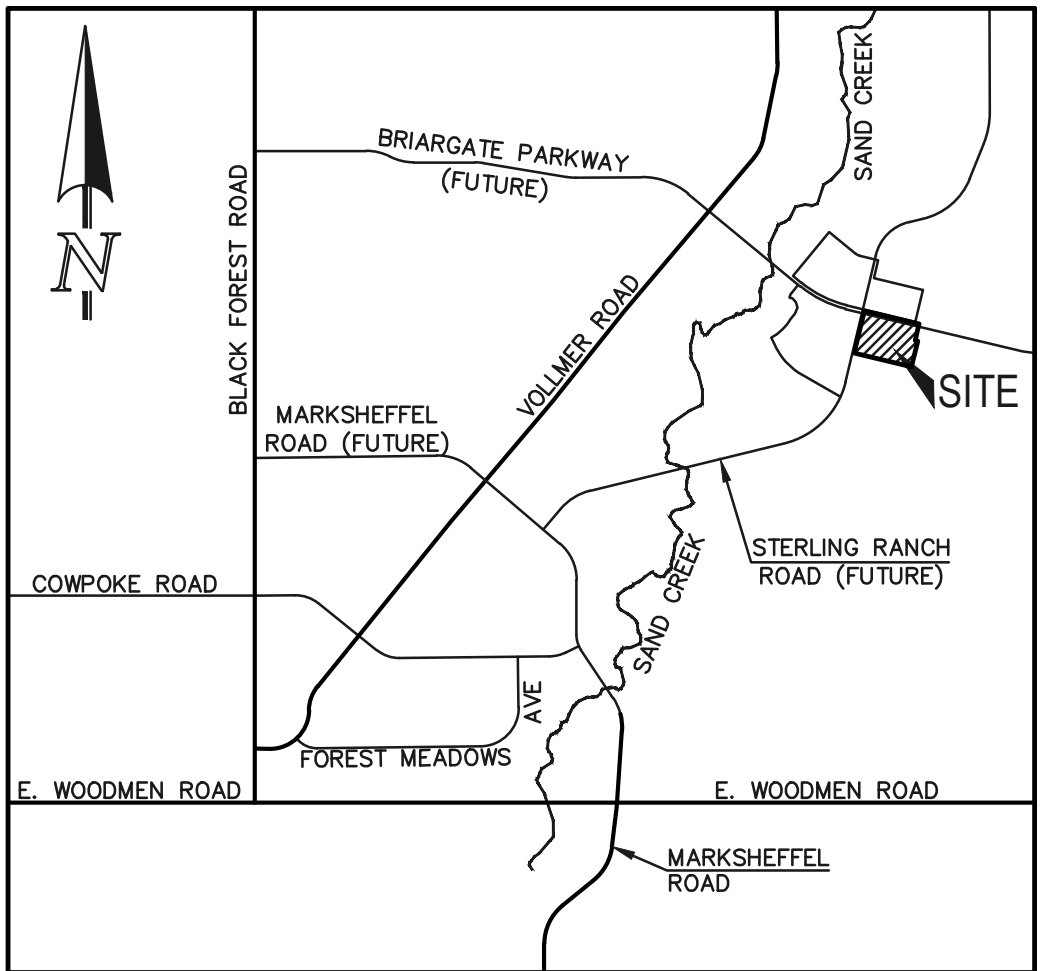 SAND CREEK
BRIARGATE PARKWAY
(FUTURE)
BLACK FOREST ROAD
N
VOLLMER ROAD
SITE
MARKSHEFFEL
ROAD (FUTURE)
STERLING RANCH
ROAD (FUTURE)
COWPOKE ROAD
SAND CREEK
AVE
FOREST MEADOWS
E. WOODMEN ROAD
E. WOODMEN ROAD
MARKSHEFFEL
ROAD